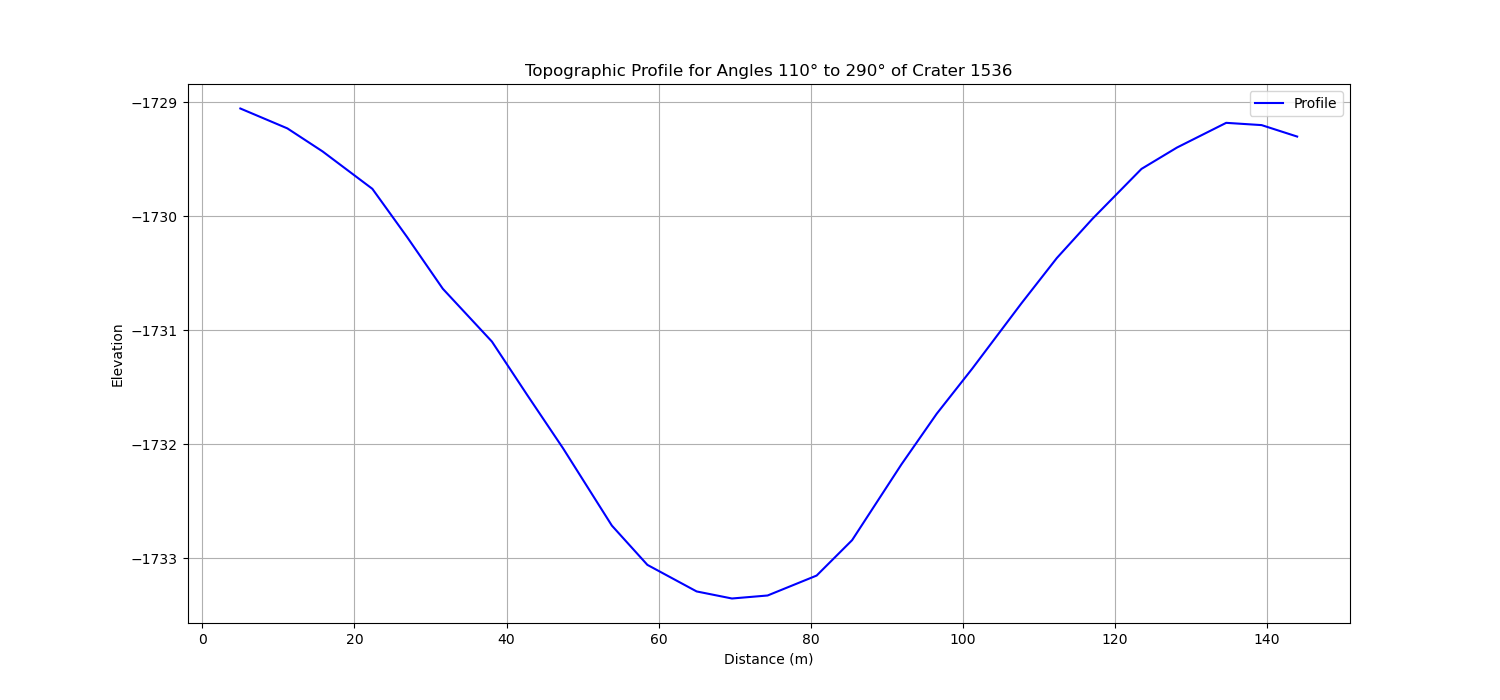 Topographic Profile for Angles 110° to 290° of Crater 1536
Profile
−1729
−1730
−1731
−1732
−1733
Elevation
0 20 40 60 80 100 120 140
Distance (m)